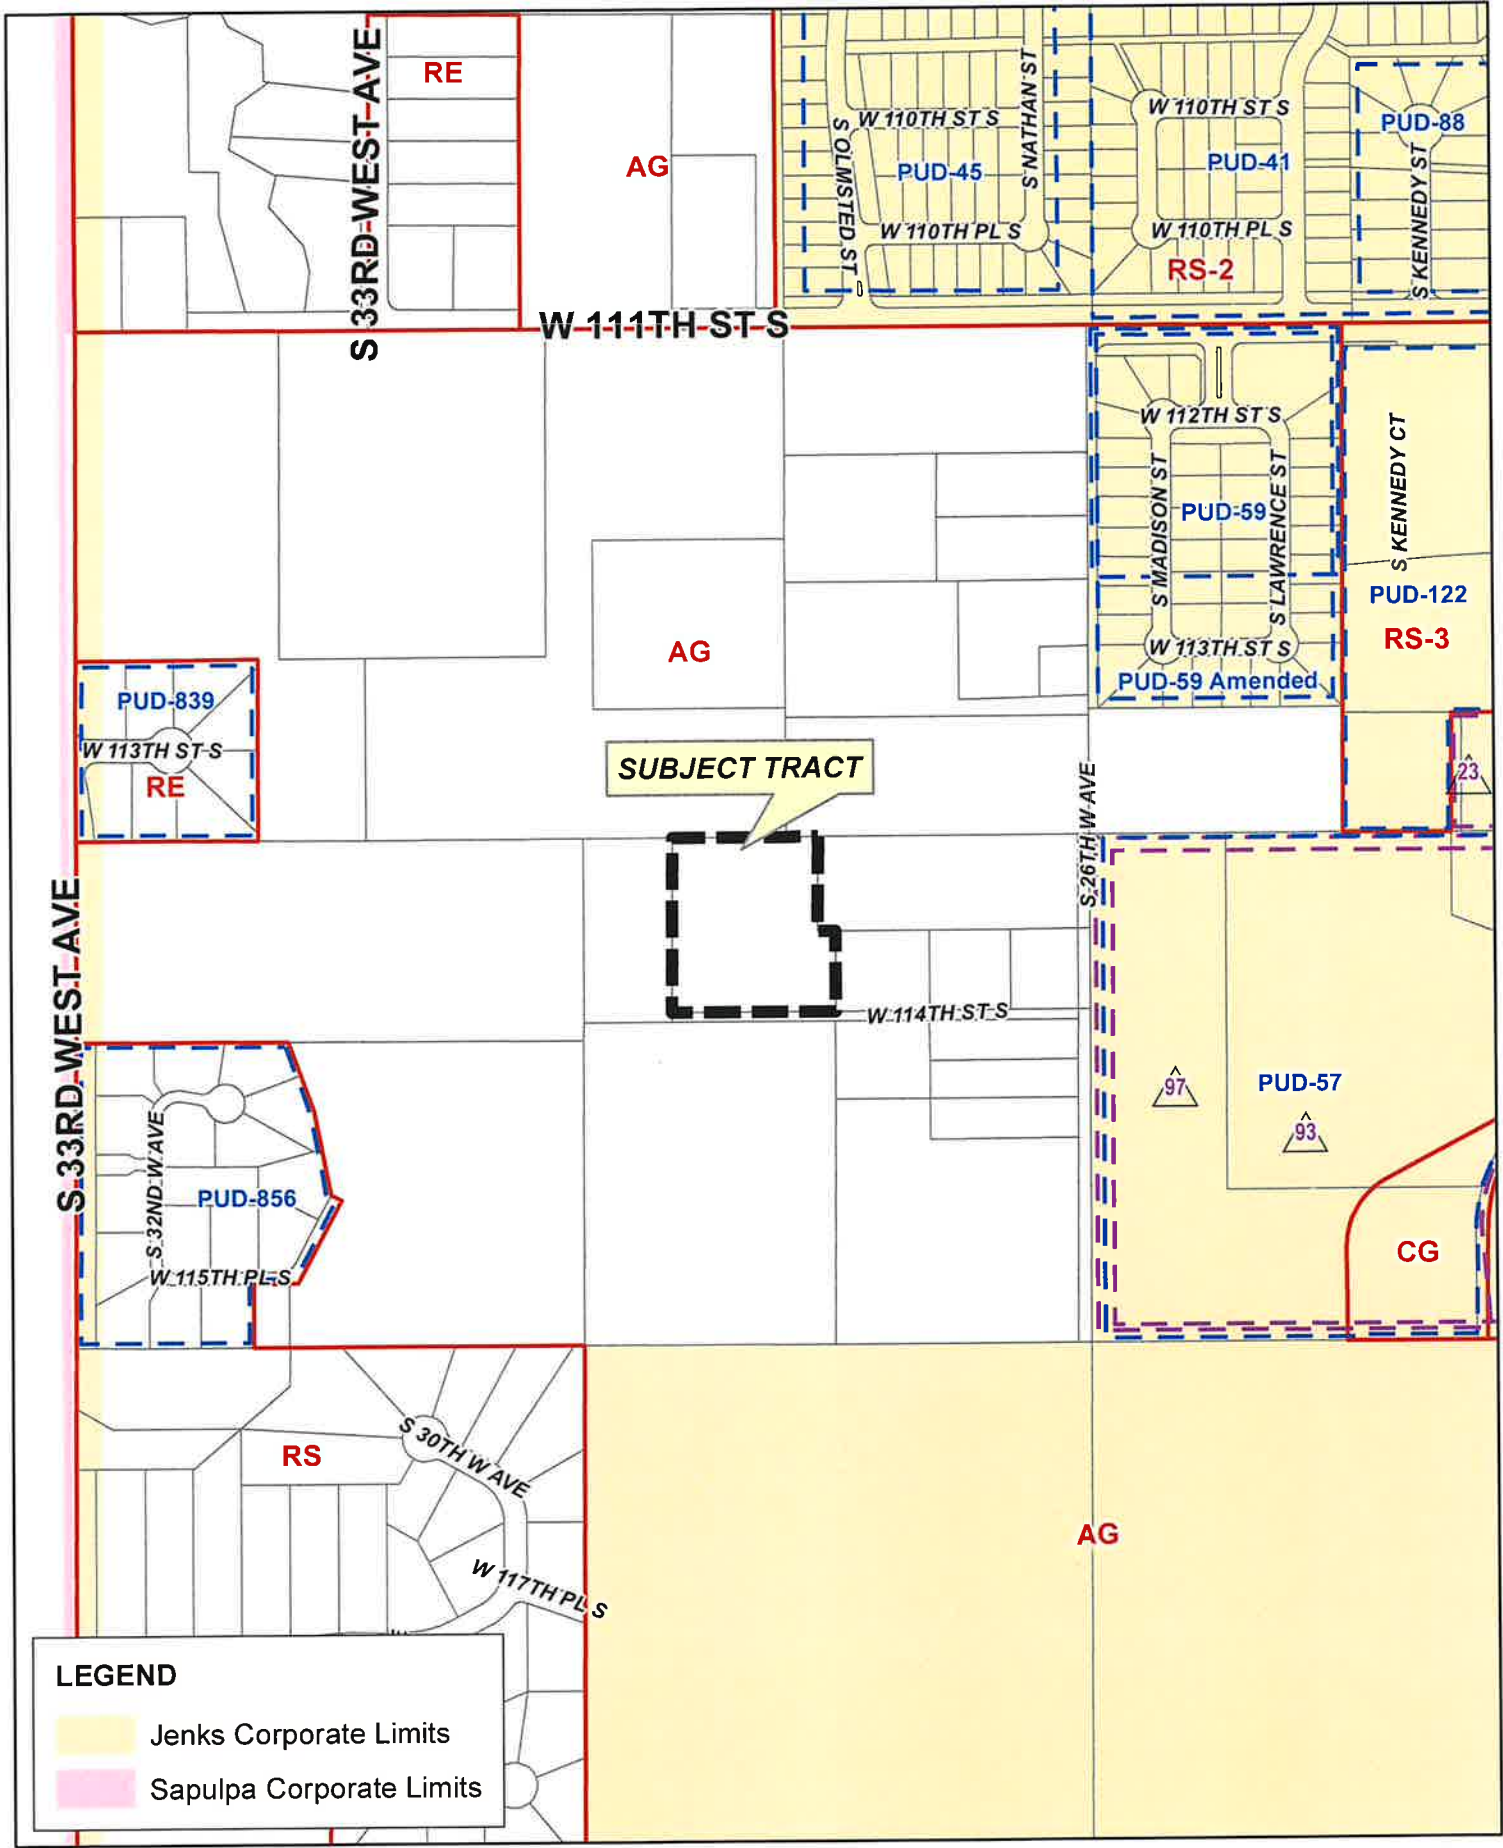 S 33RD WEST AVE
RE
AG
S OLMSTED ST
W 110TH ST S
S NATHAN ST
PUD-45
W 110TH PL S
W 110TH ST S
PUD-41
W 110TH PL S
RS-2
PUD-88
S KENNEDY ST
W 111TH ST S
W 112TH ST S
S MADISON ST
PUD-59
S LAWRENCE ST
W 113TH ST S
PUD-59 Amended
S KENNEDY CT
PUD-122
RS-3
AG
PUD-839
W 113TH ST S
RE
SUBJECT TRACT
S 26TH W AVE
23
S 33RD WEST AVE
W 114TH ST S
97
PUD-57
93
CG
S 32ND W AVE
PUD-856
W 115TH PL S
RS
S 30TH W AVE
W 117TH PL S
AG
LEGEND
Jenks Corporate Limits
Sapulpa Corporate Limits